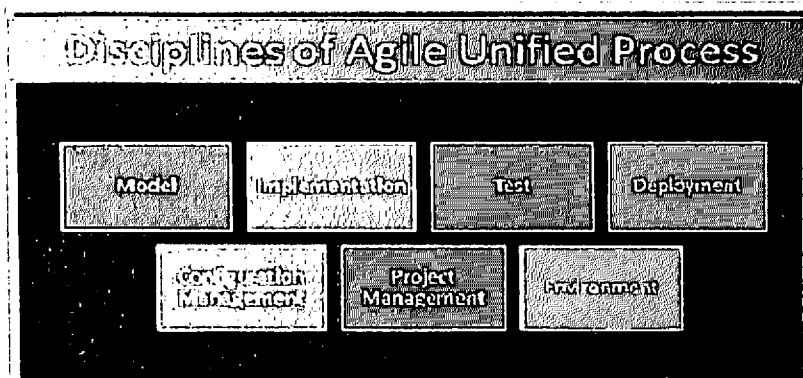 Disciplines of Agile Unified Process
Model
Implementation
Test
Deployment
Configuration
Management
Project
Management
Environment